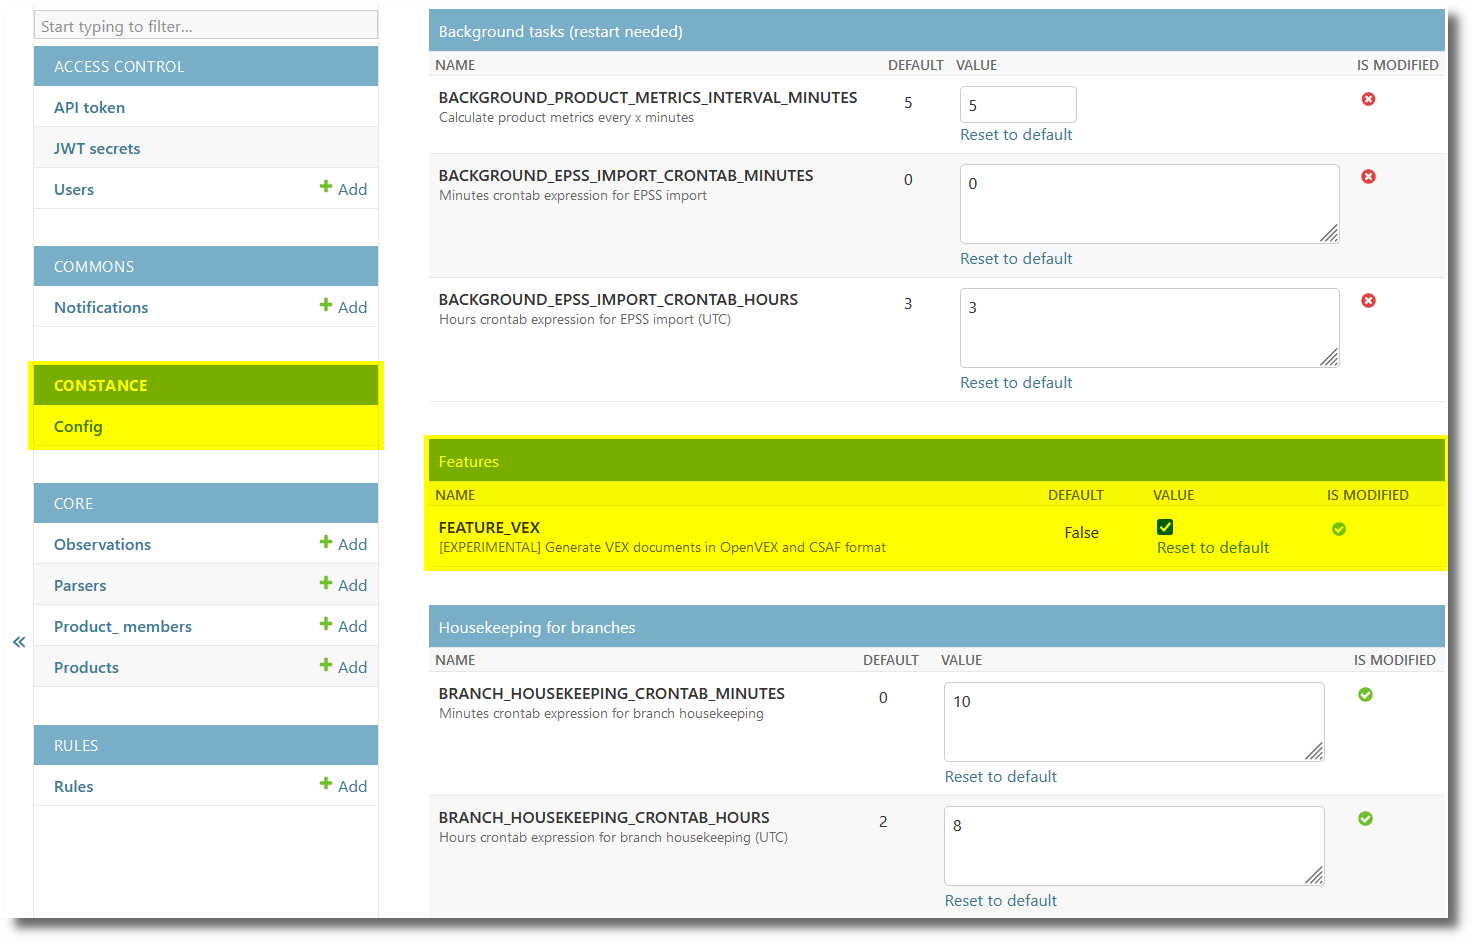 Start typing to filter...
ACCESS CONTROL
API token
JWT secrets
Users Add
COMMONS
Notifications Add
CONSTANCE
Config
CORE
Observations Add
Parsers Add
Product_ members Add
Products Add
RULES
Rules Add
«
Background tasks (restart needed)
NAME DEFAULT VALUE IS MODIFIED
BACKGROUND_PRODUCT_METRICS_INTERVAL_MINUTES 5 5
Calculate product metrics every x minutes
Reset to default
BACKGROUND_EPSS_IMPORT_CRONTAB_MINUTES 0 0
Minutes crontab expression for EPSS import
Reset to default
BACKGROUND_EPSS_IMPORT_CRONTAB_HOURS 3 3
Hours crontab expression for EPSS import (UTC)
Reset to default
Features
NAME DEFAULT VALUE IS MODIFIED
FEATURE_VEX False
[EXPERIMENTAL] Generate VEX documents in OpenVEX and CSAF format Reset to default
Housekeeping for branches
NAME DEFAULT VALUE IS MODIFIED
BRANCH_HOUSEKEEPING_CRONTAB_MINUTES 0 10
Minutes crontab expression for branch housekeeping
Reset to default
BRANCH_HOUSEKEEPING_CRONTAB_HOURS 2 8
Hours crontab expression for branch housekeeping (UTC)
Reset to default